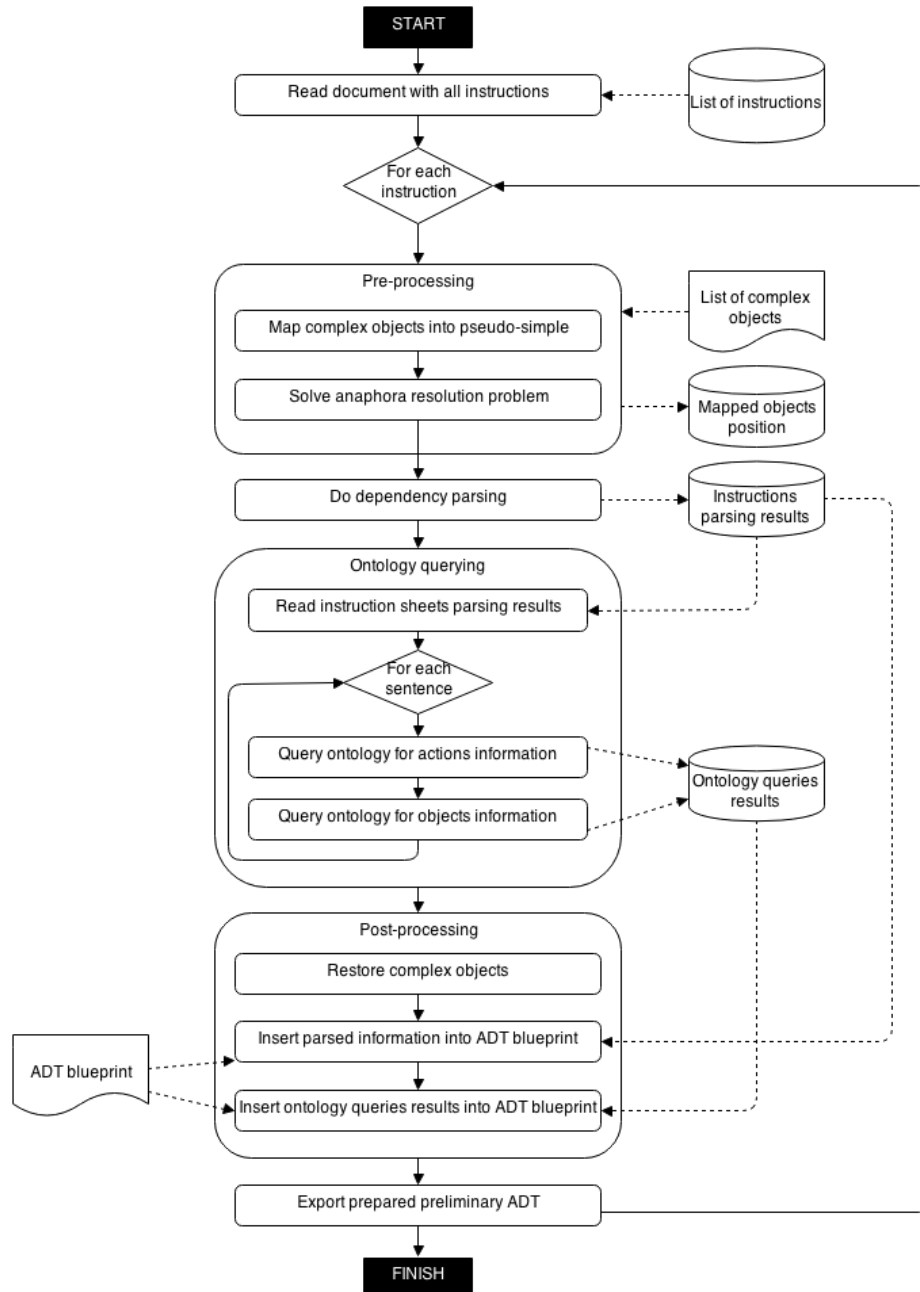 START
Read document with all instructions
List of instructions
For each
instruction
Pre-processing
List of complex
objects
Map complex objects into pseudo-simple
Solve anaphora resolution problem
Mapped objects
position
Do dependency parsing
Instructions
parsing results
Ontology querying
Read instruction sheets parsing results
For each
sentence
Query ontology for actions information
Ontology queries
results
Query ontology for objects information
Post-processing
Restore complex objects
Insert parsed information into ADT blueprint
ADT blueprint
Insert ontology queries results into ADT blueprint
Export prepared preliminary ADT
FINISH